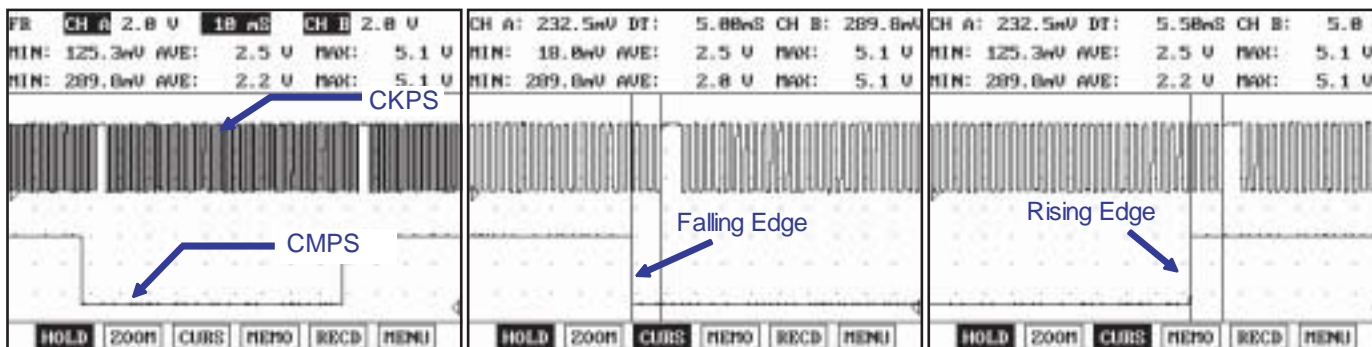 FR CH A 2.0 V 10 mS CH B 2.0 V
MIN: 125.3mV AVE: 2.5 V MAX: 5.1 V
MIN: 289.8mV AVE: 2.2 V MAX: 5.1 V
CKPS
CMPS
HOLD ZOOM CURS MEMO RECD MENU
CH A: 232.5mV DT: 5.00mS CH B: 289.8mV
MIN: 18.0mV AVE: 2.5 V MAX: 5.1 V
MIN: 289.8mV AVE: 2.0 V MAX: 5.1 V
Falling Edge
HOLD ZOOM CURS MEMO RECD MENU
CH A: 232.5mV DT: 5.50mS CH B: 5.0
MIN: 125.3mV AVE: 2.5 V MAX: 5.1 V
MIN: 289.8mV AVE: 2.2 V MAX: 5.1 V
Rising Edge
HOLD ZOOM CURS MEMO RECD MENU